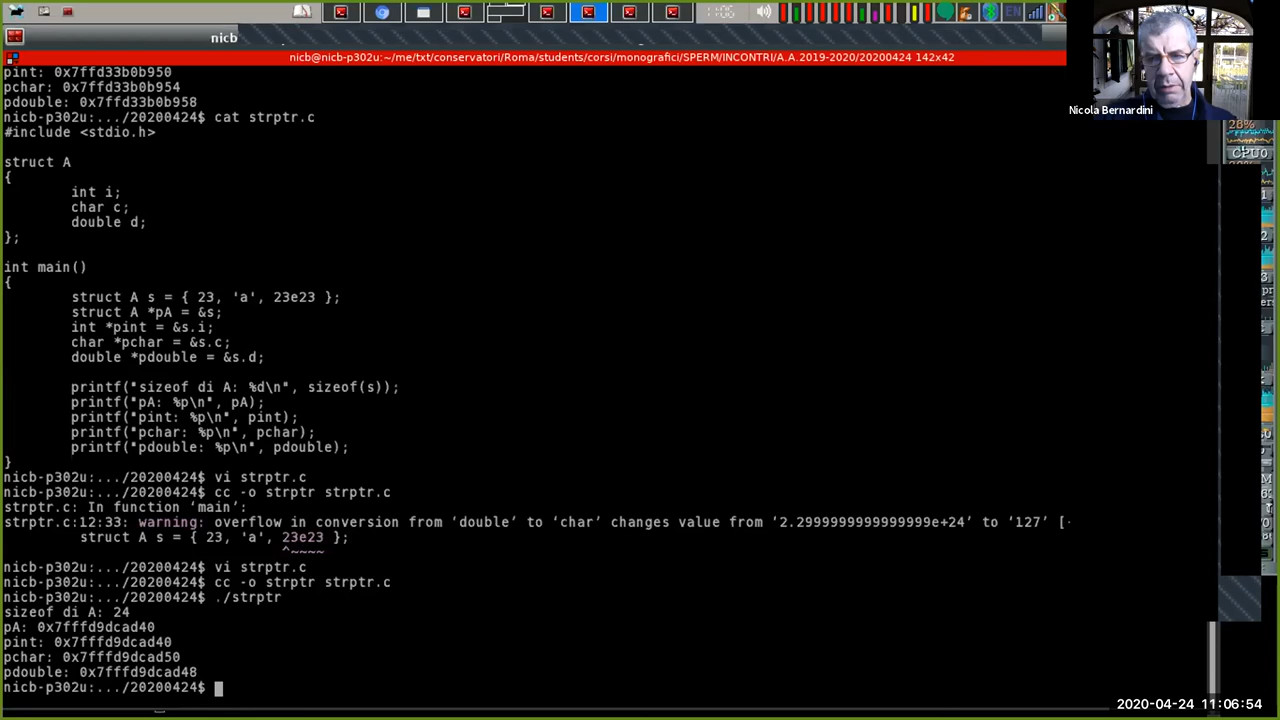 11:06
EN
nicb
nicb@nicb-p302u:~/me/txt/conservatori/Roma/students/corsi/monografici/SPERM/INCONTRI/A.A.2019-2020/20200424 142x42
Nicola Bernardini
28%
CPU0
pint: 0x7ffd33b0b950
pchar: 0x7ffd33b0b954
pdouble: 0x7ffd33b0b958
nicb-p302u:.../20200424$ cat strptr.c
#include <stdio.h>
struct A
{
int i;
char c;
double d;
};
int main()
{
struct A s = { 23, 'a', 23e23 };
struct A *pA = &s;
int *pint = &s.i;
char *pchar = &s.c;
double *pdouble = &s.d;
printf("sizeof di A: %d\n", sizeof(s));
printf("pA: %p\n", pA);
printf("pint: %p\n", pint);
printf("pchar: %p\n", pchar);
printf("pdouble: %p\n", pdouble);
}
nicb-p302u:.../20200424$ vi strptr.c
nicb-p302u:.../20200424$ cc -o strptr strptr.c
strptr.c: In function ‘main’:
strptr.c:12:33: warning: overflow in conversion from ‘double’ to ‘char’ changes value from ‘2.2999999999999999e+24’ to ‘127’ [-
struct A s = { 23, 'a', 23e23 };
^~~~~
nicb-p302u:.../20200424$ vi strptr.c
nicb-p302u:.../20200424$ cc -o strptr strptr.c
nicb-p302u:.../20200424$ ./strptr
sizeof di A: 24
pA: 0x7fffd9dcad40
pint: 0x7fffd9dcad40
pchar: 0x7fffd9dcad50
pdouble: 0x7fffd9dcad48
nicb-p302u:.../20200424$
2020-04-24 11:06:54